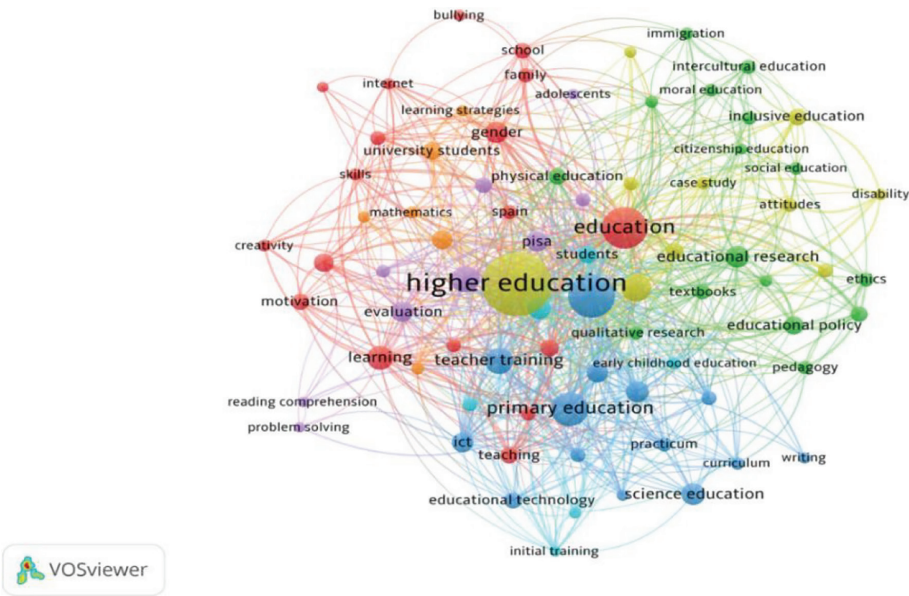 bullying
immigration
school
intercultural education
family
internet
moral education
adolescents
learning strategies
inclusive education
gender
citizenship education
university students
social education
skills
physical education
case study
disability
attitudes
mathematics
spain
education
pisa
creativity
students
educational research
higher education
ethics
textbooks
motivation
evaluation
educational policy
qualitative research
learning
teacher training
early childhood education
pedagogy
reading comprehension
primary education
problem solving
ict
practicum
teaching
curriculum
writing
science education
educational technology
initial training
VOSviewer